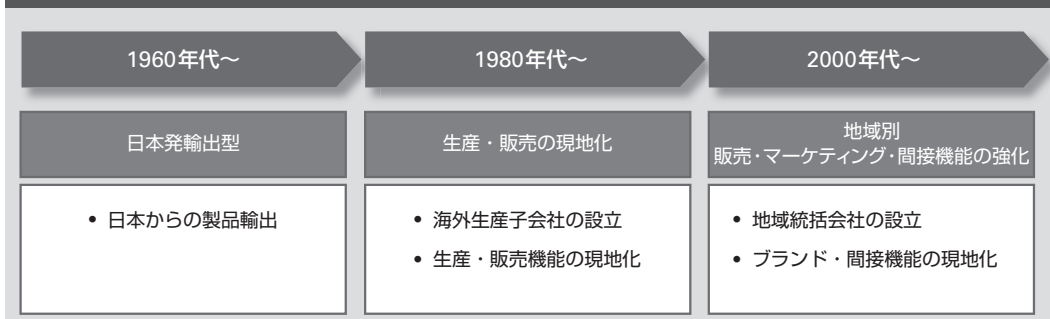 1960年代～
1980年代～
2000年代～
日本発輸出型
生産・販売の現地化
地域別
販売・マーケティング・間接機能の強化
• 日本からの製品輸出
• 海外生産子会社の設立
• 生産・販売機能の現地化
• 地域統括会社の設立
• ブランド・間接機能の現地化